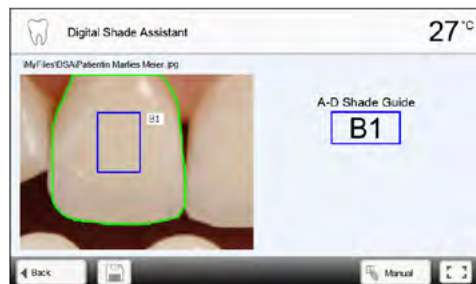 Digital Shade Assistant
27°C
\MyFiles\DSA\Patientin Marlies Meier.jpg
B1
A-D Shade Guide
B1
Back
Manual